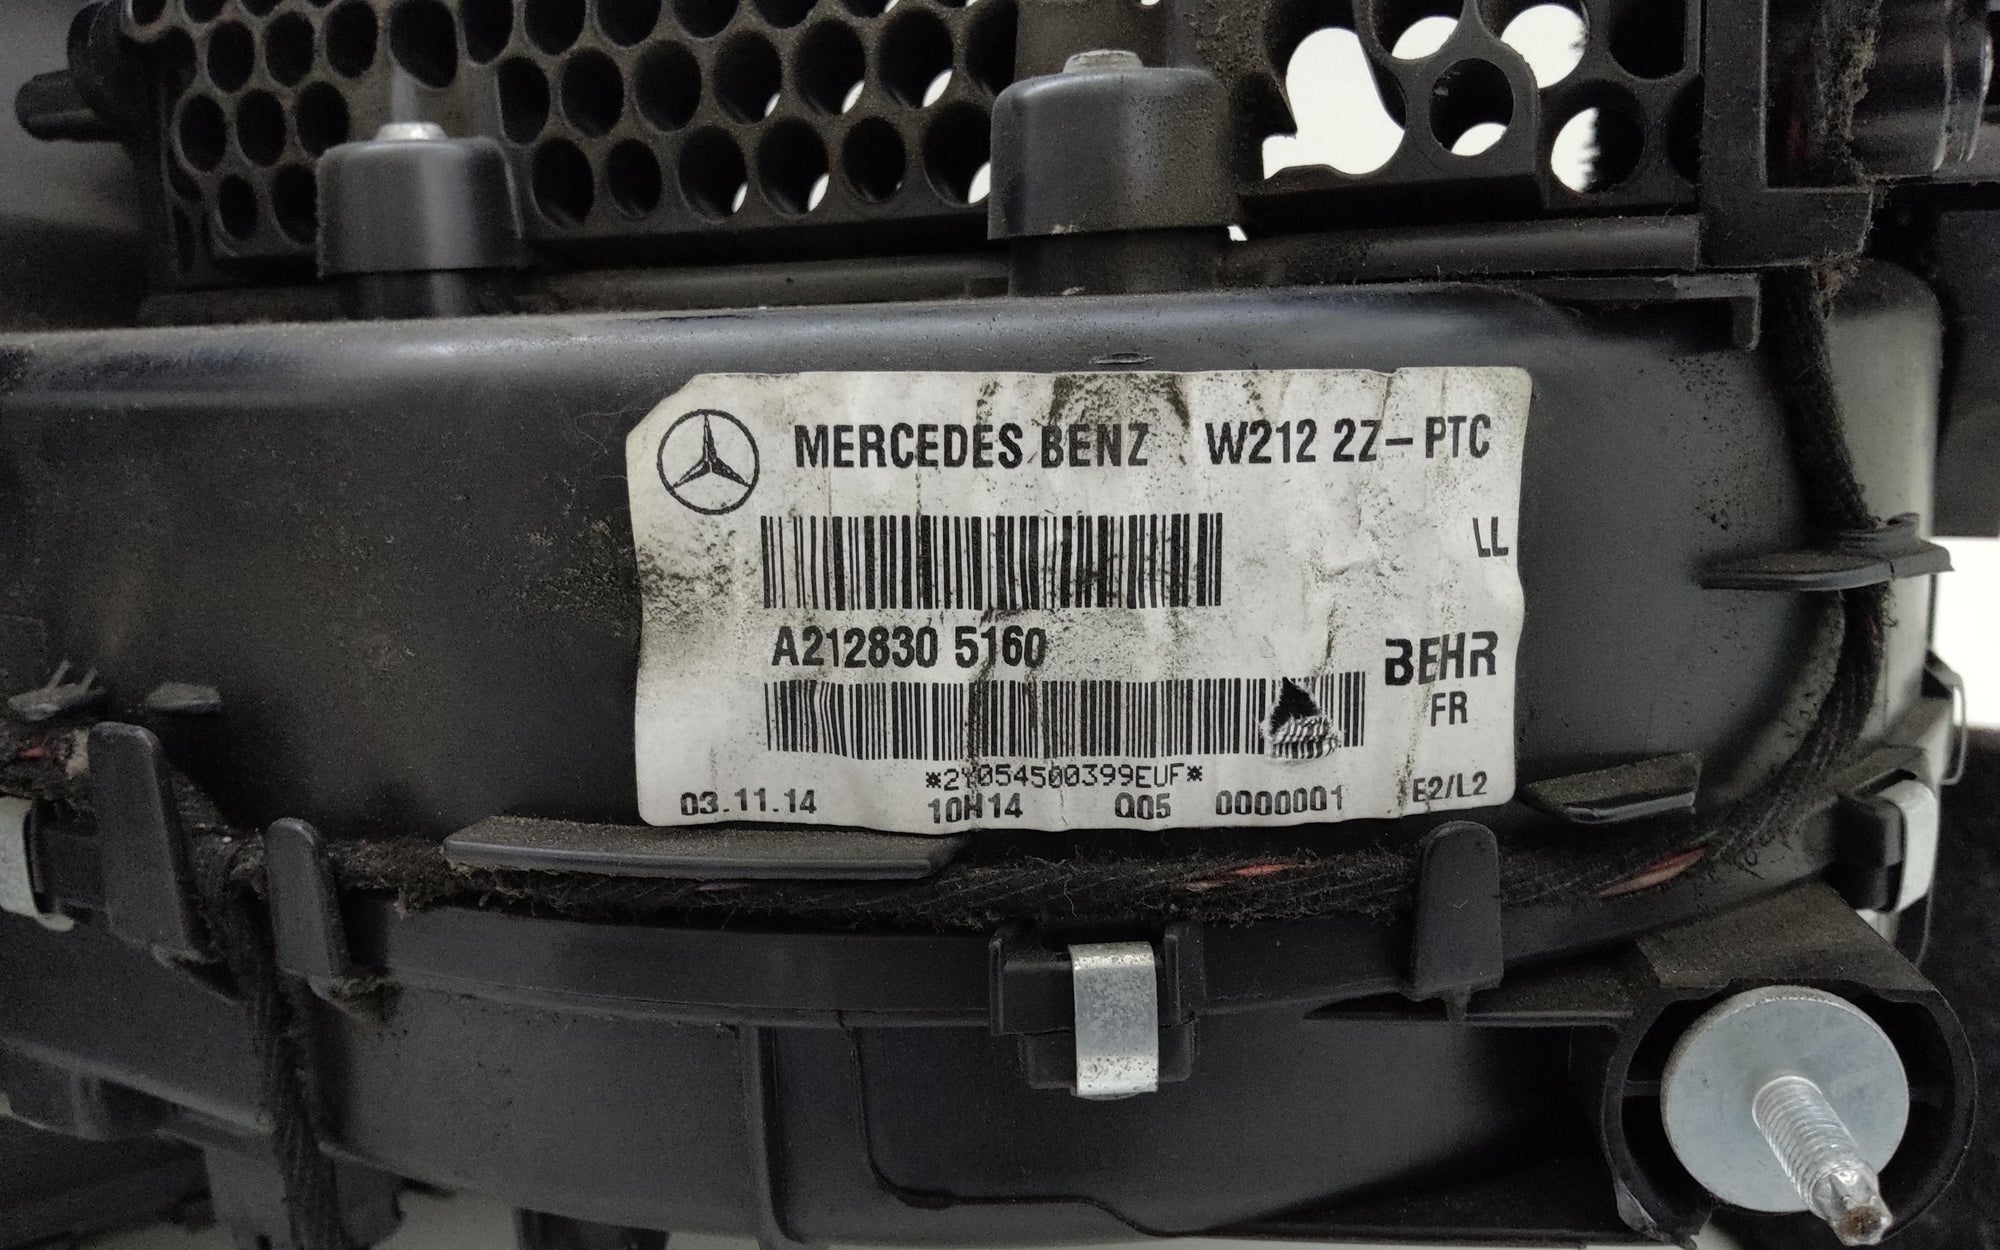 MERCEDES BENZ W212 2Z-PTC
LL
A212830 5160
BEHR
FR
*2Y054500399EUF*
03.11.14 10H14 Q05 0000001 E2/L2